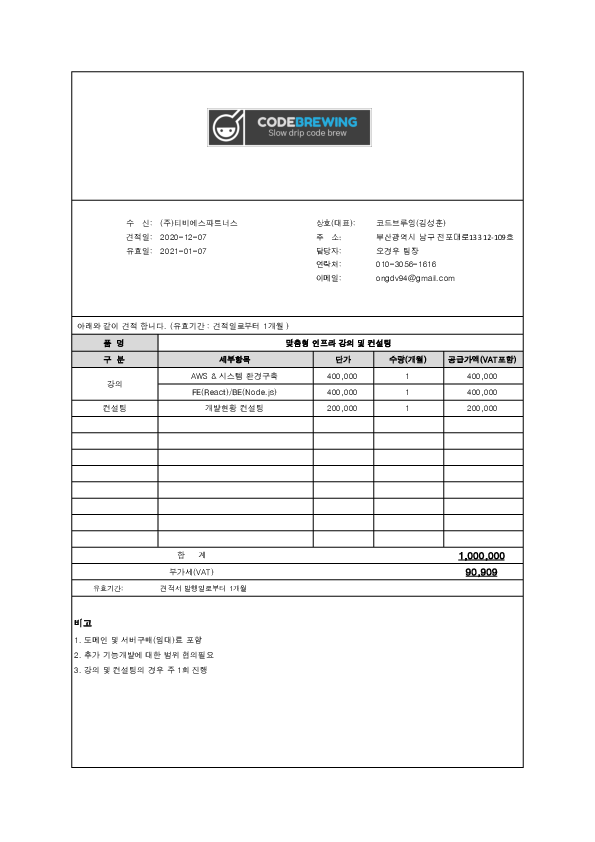 CODEBREWING
Slow drip code brew
수 신: (주)티비에스파트너스 상호(대표): 코드브루잉(김성훈)
견적일: 2020-12-07 주 소: 부산광역시 남구 전포대로133 12-109호
유효일: 2021-01-07 담당자: 오경우 팀장
연락처: 010-3056-1616
이메일: ongdv94@gmail.com
아래와 같이 견적 합니다. (유효기간 : 견적일로부터 1개월 )
품 명 맞춤형 인프라 강의 및 컨설팅
구 분 세부항목 단가 수량(개월) 공급가액(VAT포함)
강의 AWS & 시스템 환경구축 400,000 1 400,000
FE(React)/BE(Node.js) 400,000 1 400,000
컨설팅 개발현황 컨설팅 200,000 1 200,000
합 계 1,000,000
부가세(VAT) 90,909
유효기간: 견적서 발행일로부터 1개월
비고
1. 도메인 및 서버구매(임대)료 포함
2. 추가 기능개발에 대한 범위 협의필요
3. 강의 및 컨설팅의 경우 주 1회 진행